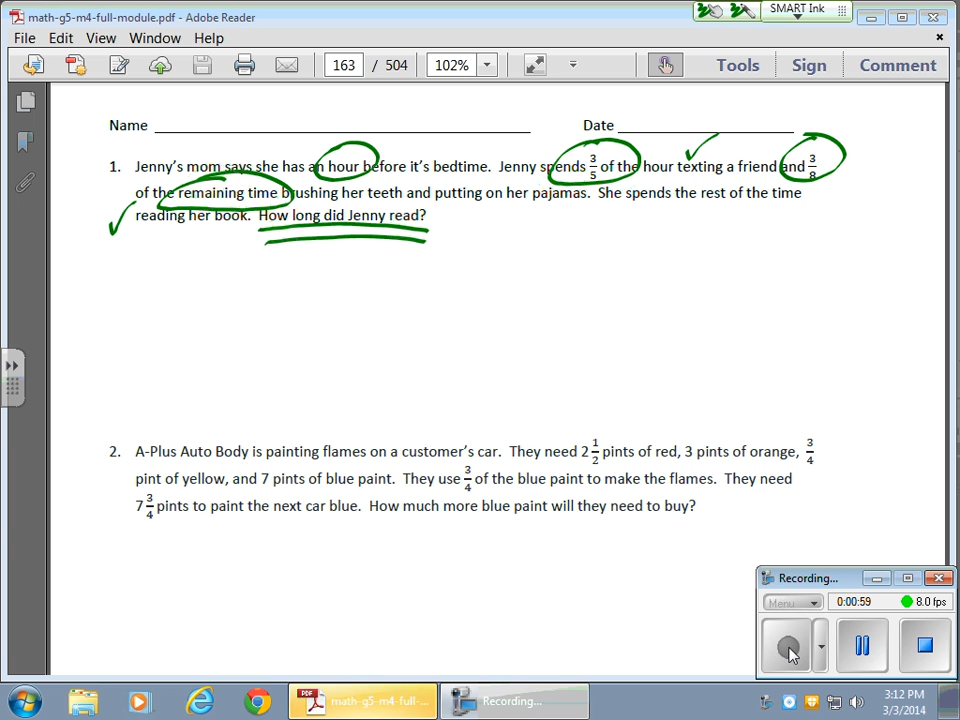 math-g5-m4-full-module.pdf - Adobe Reader
SMART Ink
File Edit View Window Help
163 / 504 102% Tools Sign Comment
Name Date
1. Jenny's mom says she has an hour before it's bedtime. Jenny spends 3/5 of the hour texting a friend and 3/8
of the remaining time brushing her teeth and putting on her pajamas. She spends the rest of the time
reading her book. How long did Jenny read?
2. A-Plus Auto Body is painting flames on a customer's car. They need 2 1/2 pints of red, 3 pints of orange, 3/4
pint of yellow, and 7 pints of blue paint. They use 3/4 of the blue paint to make the flames. They need
7 3/4 pints to paint the next car blue. How much more blue paint will they need to buy?
Recording...
Menu 0:00:59 8.0 fps
PDF math-g5-m4-full-... Recording... 3:12 PM
3/3/2014